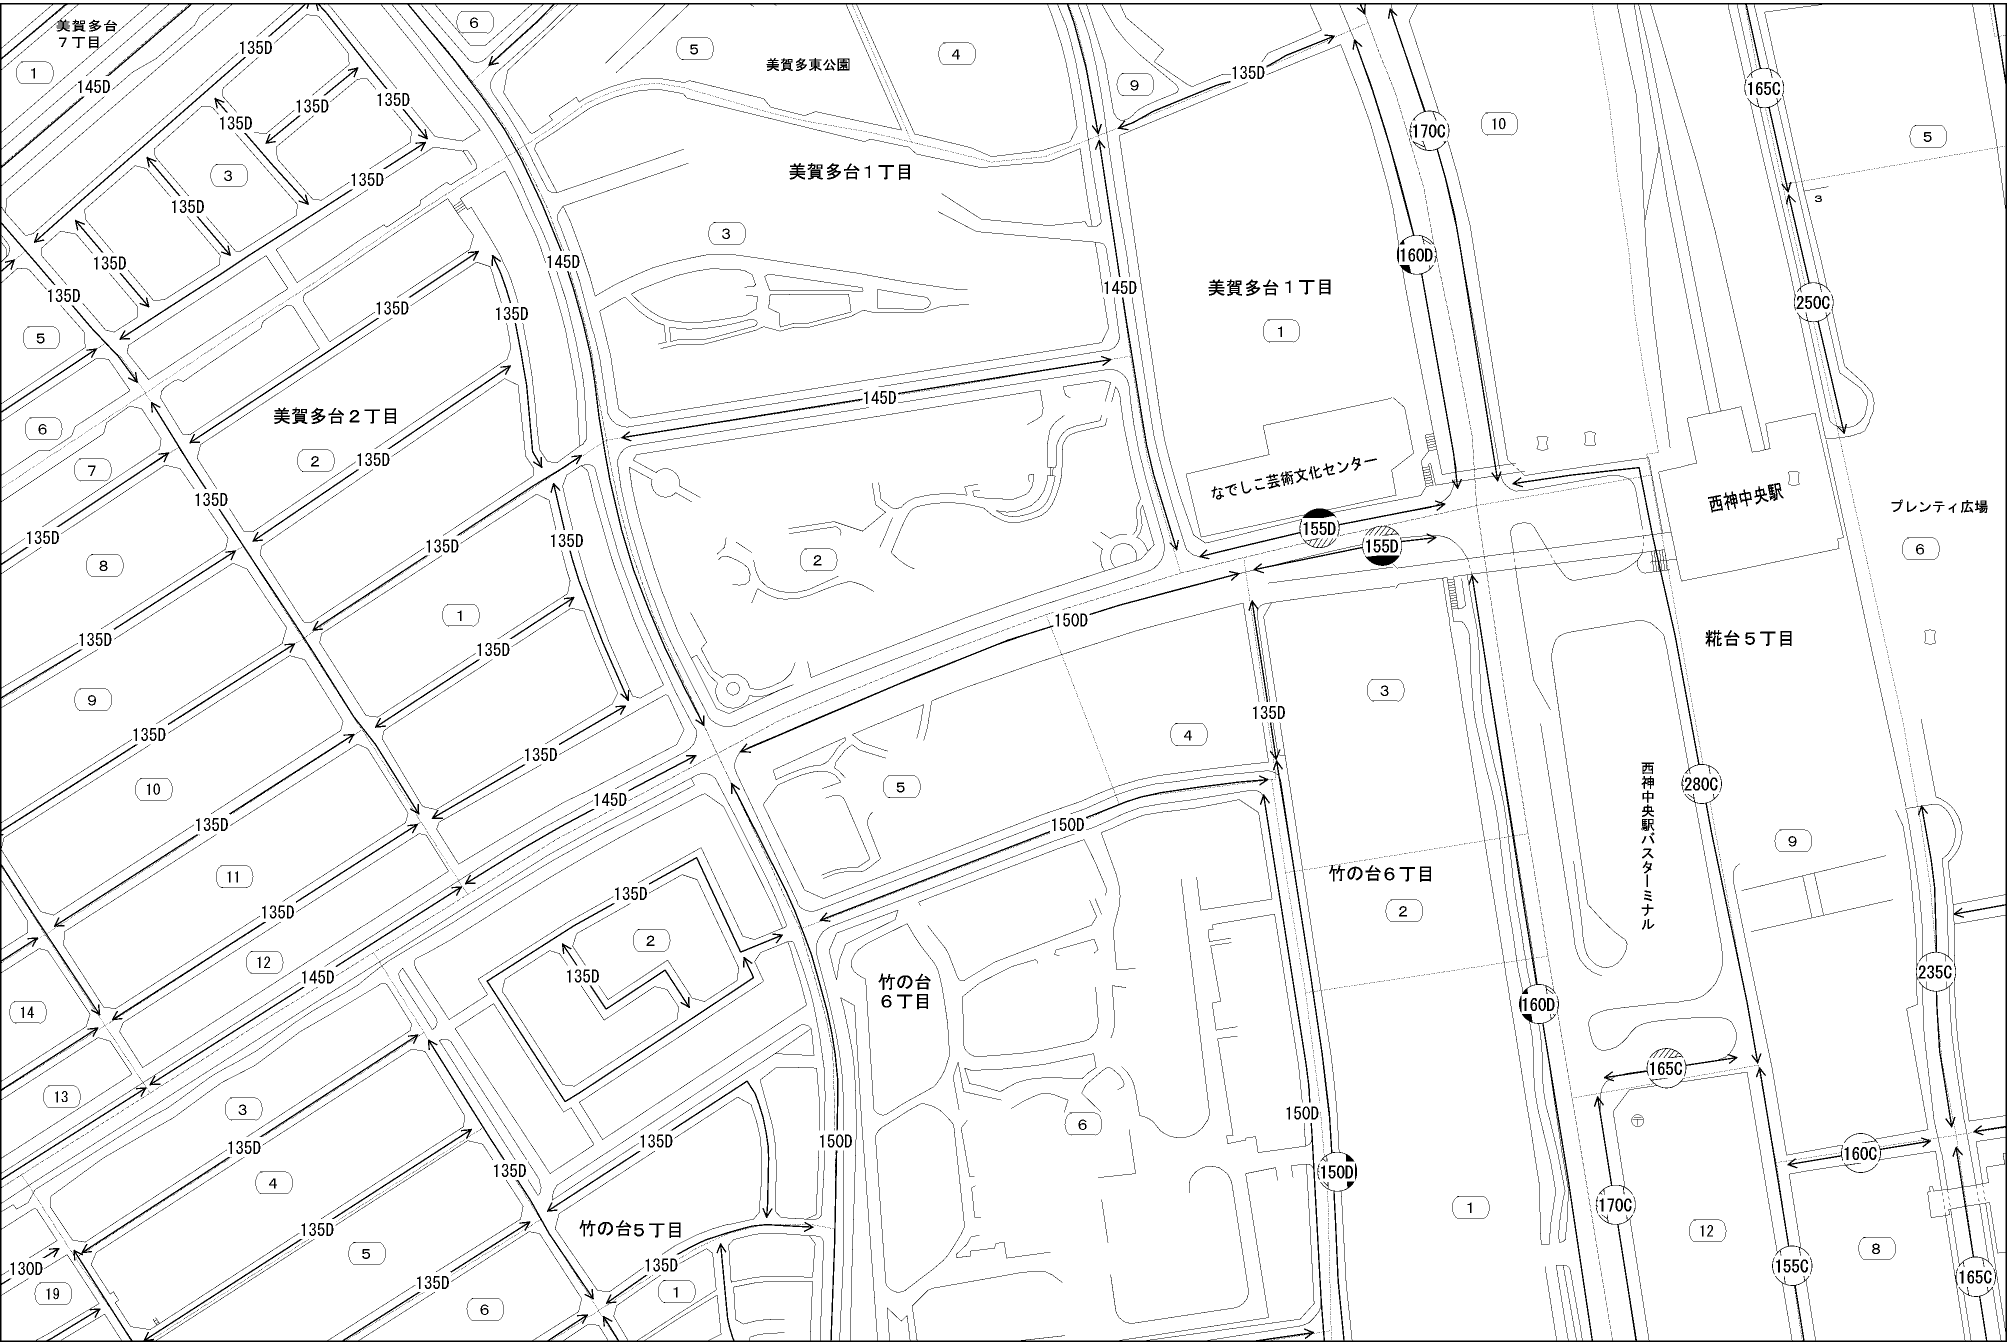 美賀多台
７丁目
1
145D
135D
6
5
美賀多東公園
4
9
135D
165C
135D
135D
135D
170C
10
5
3
135D
135D
美賀多台１丁目
3
135D
3
135D
145D
160D
135D
145D
美賀多台１丁目
250C
135D
135D
1
5
145D
美賀多台２丁目
6
2
135D
7
135D
なでしこ芸術文化センター
西神中央駅
プレンティ広場
155D
155D
135D
135D
135D
8
2
6
1
150D
135D
135D
糀台５丁目
9
3
135D
135D
4
135D
西神中央駅バスターミナル
280C
5
10
145D
135D
150D
9
竹の台６丁目
11
135D
135D
2
2
12
145D
135D
竹の台
６丁目
235C
14
160D
165C
13
3
135D
135D
150D
6
150D
160C
135D
150D
4
170C
1
竹の台５丁目
135D
12
8
5
135D
130D
135D
155C
165C
19
6
1